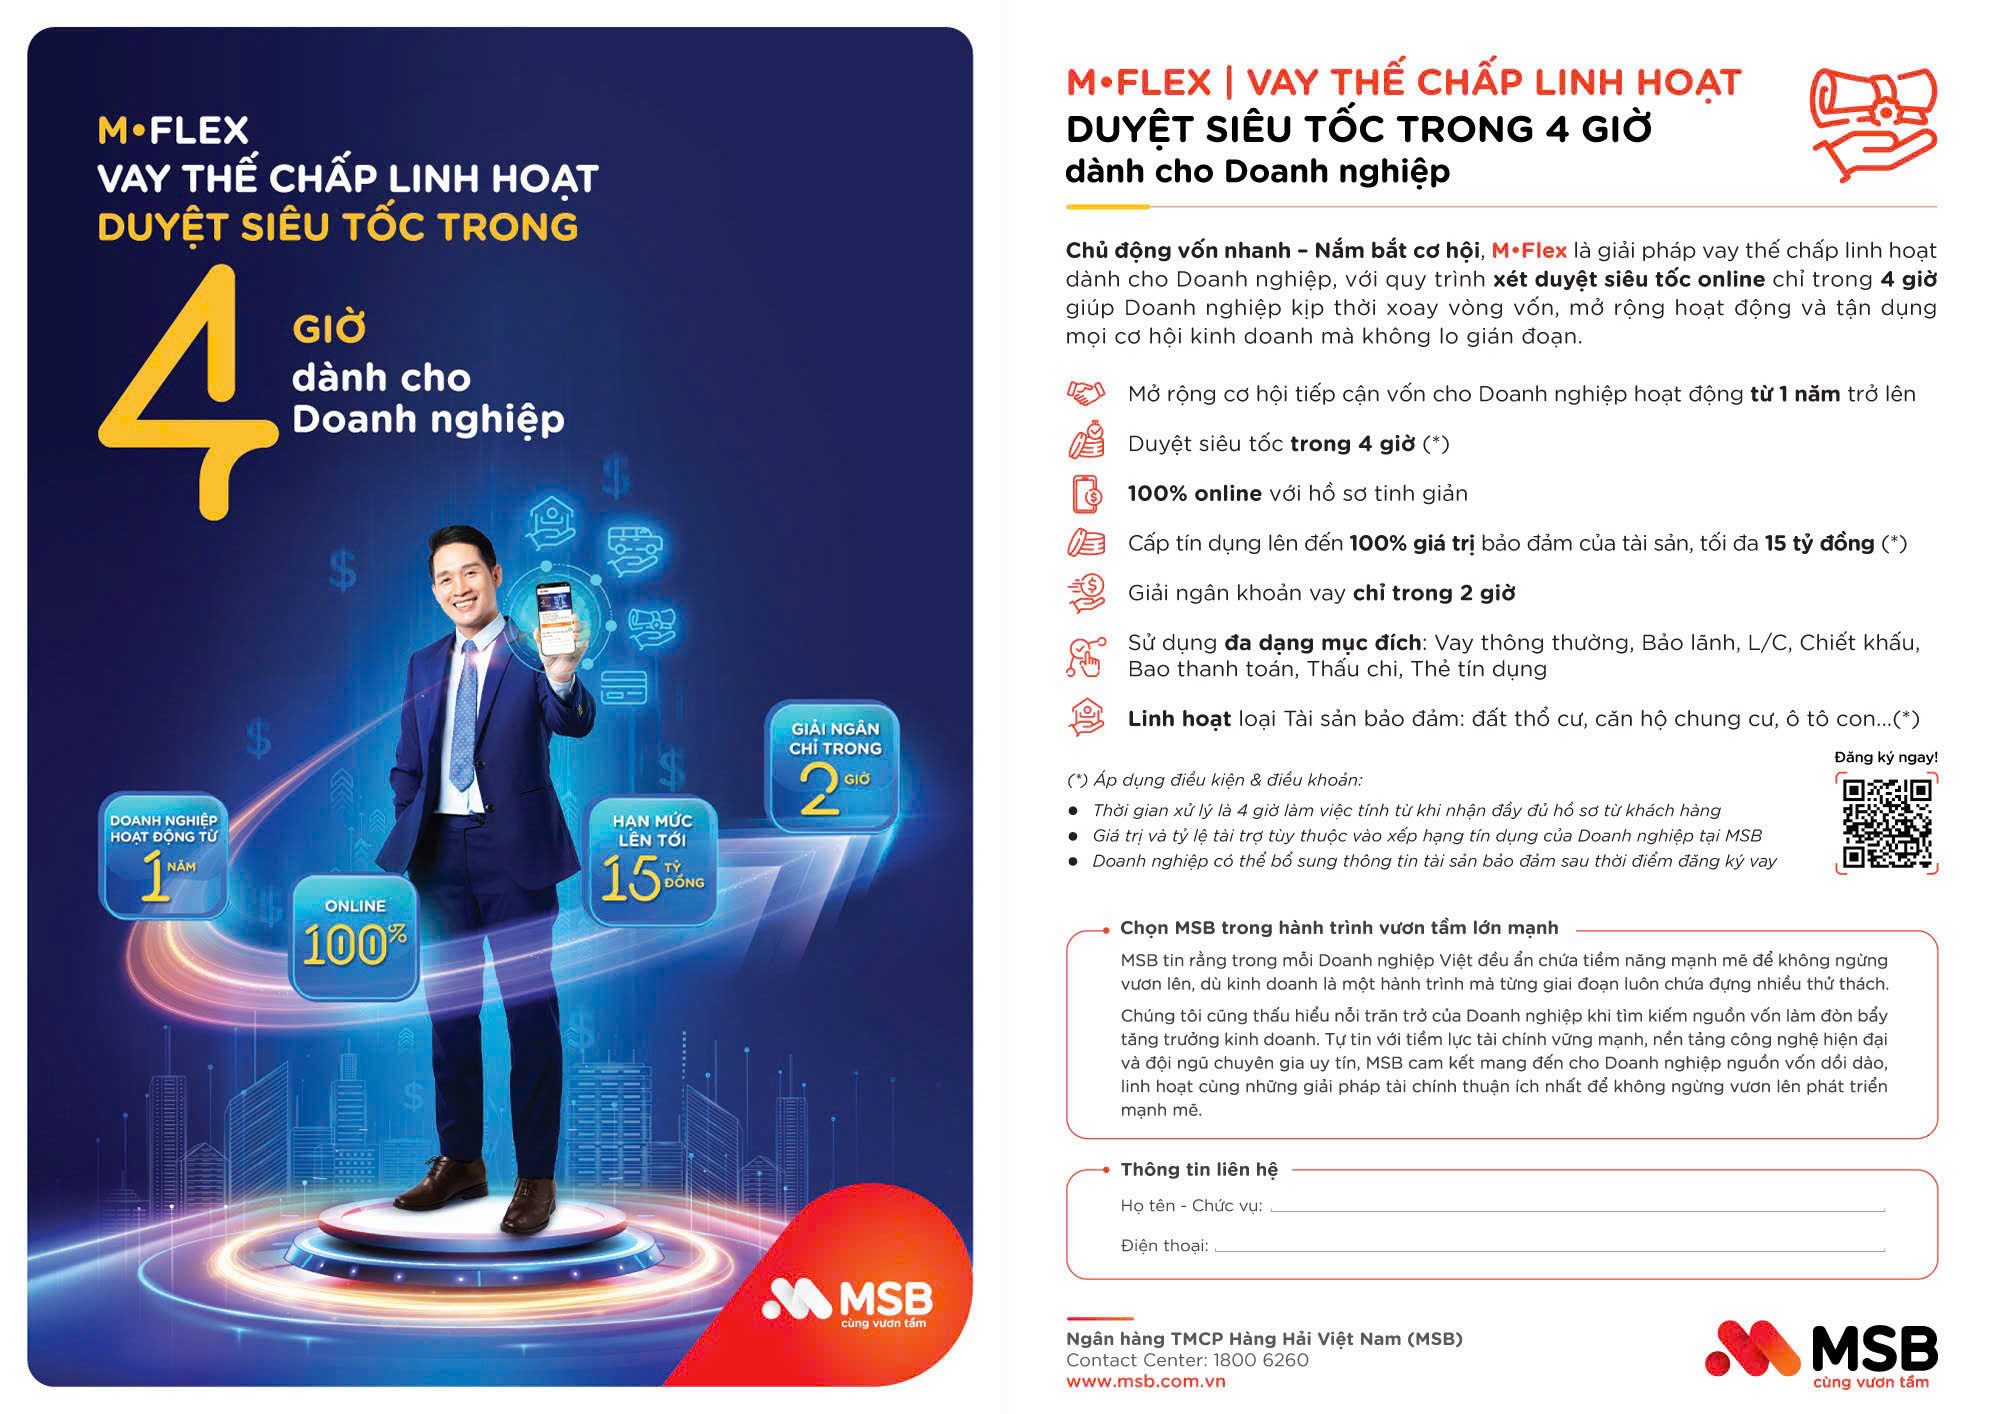 M•FLEX
VAY THẾ CHẤP LINH HOẠT
DUYỆT SIÊU TỐC TRONG
4 GIỜ
dành cho
Doanh nghiệp
GIẢI NGÂN
CHỈ TRONG
2 GIỜ
DOANH NGHIỆP
HOẠT ĐỘNG TỪ
1 NĂM
HẠN MỨC
LÊN TỚI
15 TỶ ĐỒNG
ONLINE
100%
MSB
cùng vươn tầm
M•FLEX | VAY THẾ CHẤP LINH HOẠT
DUYỆT SIÊU TỐC TRONG 4 GIỜ
dành cho Doanh nghiệp
Chủ động vốn nhanh – Nắm bắt cơ hội, M•Flex là giải pháp vay thế chấp linh hoạt
dành cho Doanh nghiệp, với quy trình xét duyệt siêu tốc online chỉ trong 4 giờ
giúp Doanh nghiệp kịp thời xoay vòng vốn, mở rộng hoạt động và tận dụng
mọi cơ hội kinh doanh mà không lo gián đoạn.
Mở rộng cơ hội tiếp cận vốn cho Doanh nghiệp hoạt động từ 1 năm trở lên
Duyệt siêu tốc trong 4 giờ (*)
100% online với hồ sơ tinh giản
Cấp tín dụng lên đến 100% giá trị bảo đảm của tài sản, tối đa 15 tỷ đồng (*)
Giải ngân khoản vay chỉ trong 2 giờ
Sử dụng đa dạng mục đích: Vay thông thường, Bảo lãnh, L/C, Chiết khấu,
Bao thanh toán, Thấu chi, Thẻ tín dụng
Linh hoạt loại Tài sản bảo đảm: đất thổ cư, căn hộ chung cư, ô tô con...(*)
Đăng ký ngay!
(*) Áp dụng điều kiện & điều khoản:
● Thời gian xử lý là 4 giờ làm việc tính từ khi nhận đầy đủ hồ sơ từ khách hàng
● Giá trị và tỷ lệ tài trợ tùy thuộc vào xếp hạng tín dụng của Doanh nghiệp tại MSB
● Doanh nghiệp có thể bổ sung thông tin tài sản bảo đảm sau thời điểm đăng ký vay
Chọn MSB trong hành trình vươn tầm lớn mạnh
MSB tin rằng trong mỗi Doanh nghiệp Việt đều ẩn chứa tiềm năng mạnh mẽ để không ngừng
vươn lên, dù kinh doanh là một hành trình mà từng giai đoạn luôn chứa đựng nhiều thử thách.
Chúng tôi cũng thấu hiểu nỗi trăn trở của Doanh nghiệp khi tìm kiếm nguồn vốn làm đòn bẩy
tăng trưởng kinh doanh. Tự tin với tiềm lực tài chính vững mạnh, nền tảng công nghệ hiện đại
và đội ngũ chuyên gia uy tín, MSB cam kết mang đến cho Doanh nghiệp nguồn vốn dồi dào,
linh hoạt cùng những giải pháp tài chính thuận ích nhất để không ngừng vươn lên phát triển
mạnh mẽ.
Thông tin liên hệ
Họ tên - Chức vụ:
Điện thoại:
Ngân hàng TMCP Hàng Hải Việt Nam (MSB)
Contact Center: 1800 6260
www.msb.com.vn
MSB
cùng vươn tầm